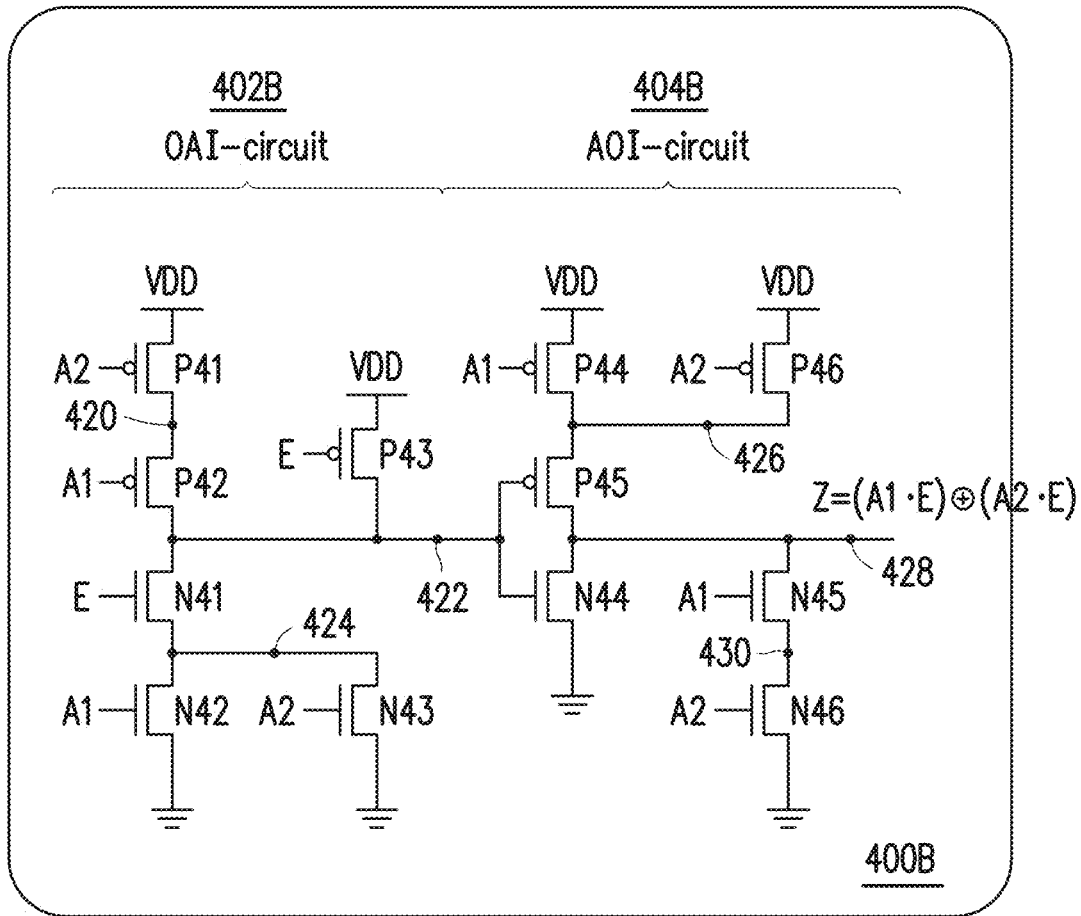 402B
404B
OAI-circuit
AOI-circuit
VDD
VDD
VDD
A2
P41
VDD
A1
P44
A2
P46
420
E
P43
426
A1
P42
P45
Z=(A1·E)⊕(A2·E)
E
N41
422
N44
A1
N45
428
424
430
A1
N42
A2
N43
A2
N46
400B